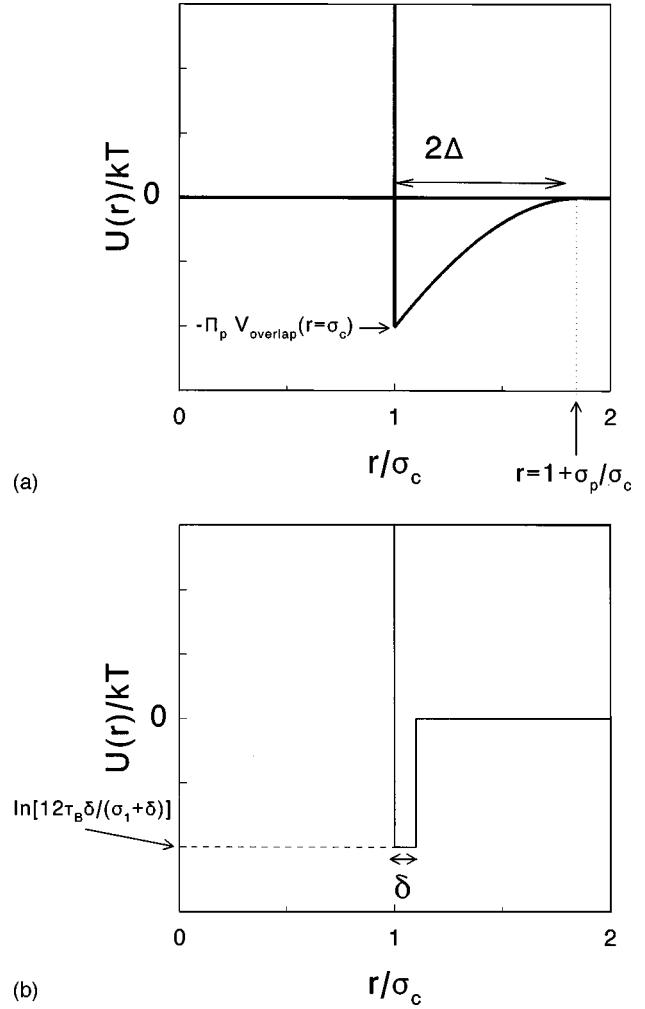 U(r)/kT
0
2Δ
-Π_p V_overlap(r=σ_c)
0
1
2
r/σ_c
r=1+σ_p/σ_c
(a)
U(r)/kT
0
ln[12τ_Bδ/(σ_1+δ)]
δ
0
1
2
r/σ_c
(b)